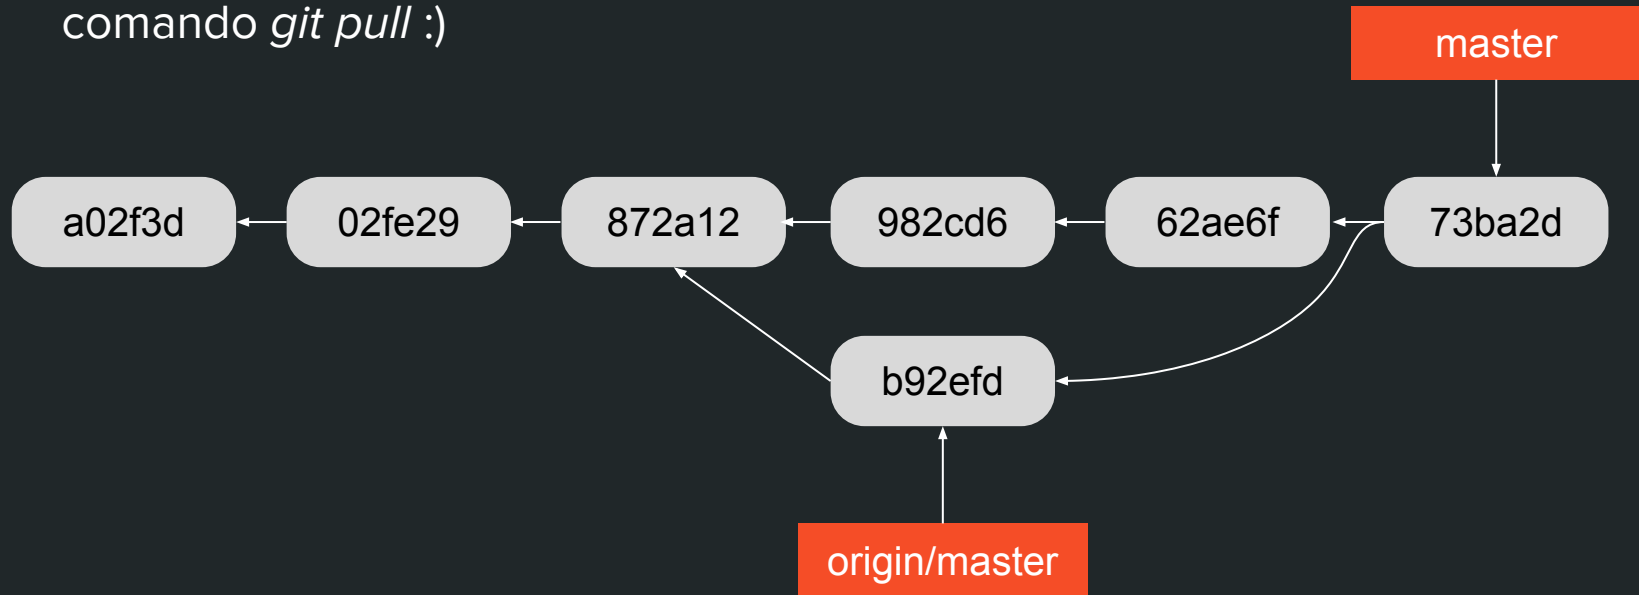 comando git pull :)
master
a02f3d
02fe29
872a12
982cd6
62ae6f
73ba2d
b92efd
origin/master